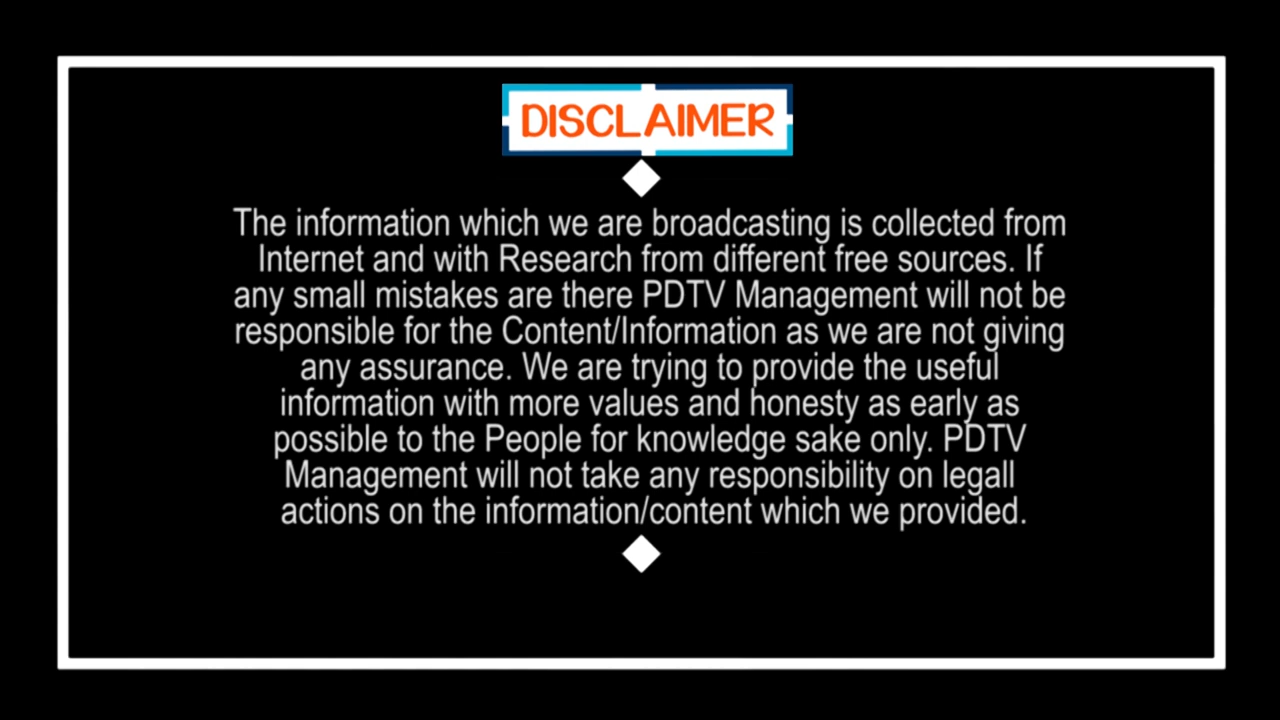 DISCLAIMER
The information which we are broadcasting is collected from
Internet and with Research from different free sources. If
any small mistakes are there PDTV Management will not be
responsible for the Content/Information as we are not giving
any assurance. We are trying to provide the useful
information with more values and honesty as early as
possible to the People for knowledge sake only. PDTV
Management will not take any responsibility on legall
actions on the information/content which we provided.